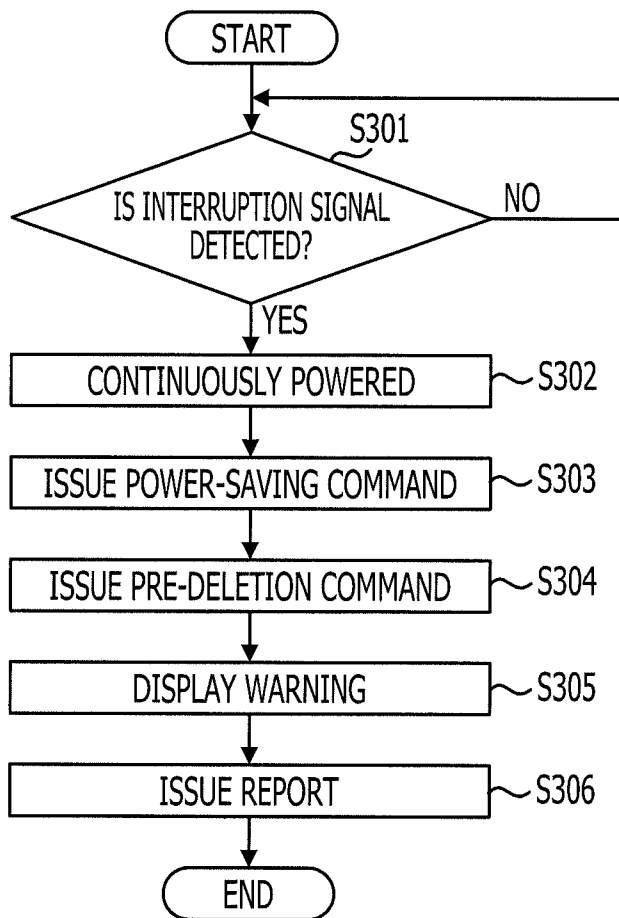 START
S301
IS INTERRUPTION SIGNAL
DETECTED?
NO
YES
CONTINUOUSLY POWERED
S302
ISSUE POWER-SAVING COMMAND
S303
ISSUE PRE-DELETION COMMAND
S304
DISPLAY WARNING
S305
ISSUE REPORT
S306
END